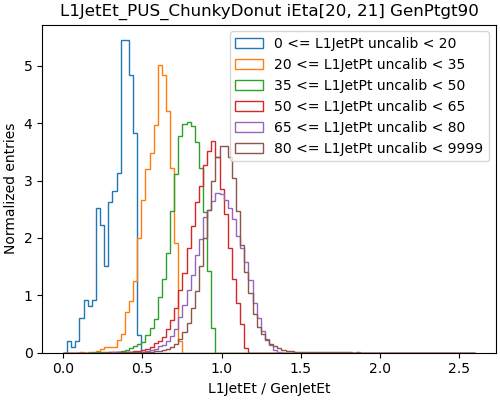 L1JetEt_PUS_ChunkyDonut iEta[20, 21] GenPtgt90
0 <= L1JetPt uncalib < 20
20 <= L1JetPt uncalib < 35
35 <= L1JetPt uncalib < 50
50 <= L1JetPt uncalib < 65
65 <= L1JetPt uncalib < 80
80 <= L1JetPt uncalib < 9999
Normalized entries
5
4
3
2
1
0
0.0 0.5 1.0 1.5 2.0 2.5
L1JetEt / GenJetEt